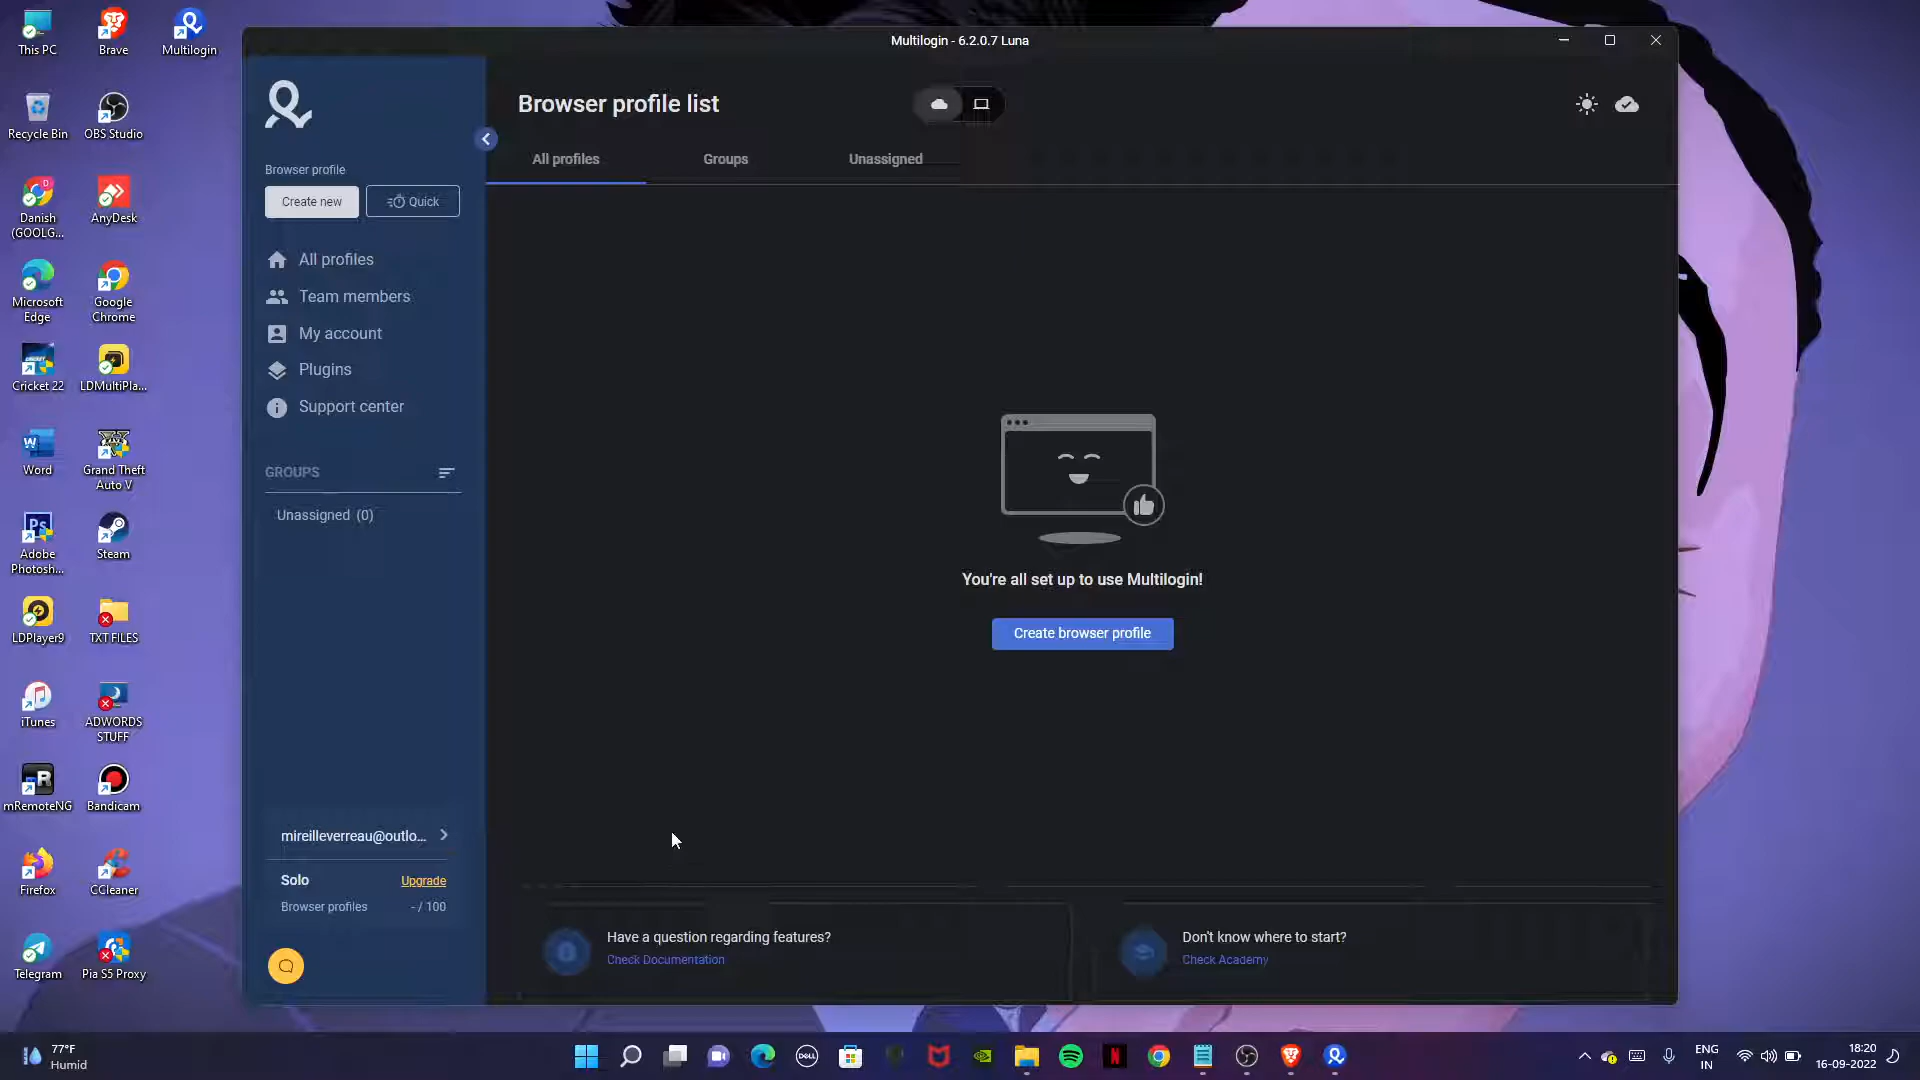 This PC
Brave
Multilogin
Recycle Bin
OBS Studio
Danish
(GOOLG...
AnyDesk
Microsoft
Edge
Google
Chrome
Cricket 22
LDMultiPla...
Word
Grand Theft
Auto V
Adobe
Photosh...
Steam
LDPlayer9
TXT FILES
iTunes
ADWORDS
STUFF
mRemoteNG
Bandicam
Firefox
CCleaner
Telegram
Pia S5 Proxy
Multilogin - 6.2.0.7 Luna
Browser profile
Create new
Quick
All profiles
Team members
My account
Plugins
Support center
GROUPS
Unassigned (0)
mireilleverreau@outlo...
Solo
Upgrade
Browser profiles
- / 100
Browser profile list
All profiles
Groups
Unassigned
You're all set up to use Multilogin!
Create browser profile
Have a question regarding features?
Check Documentation
Don't know where to start?
Check Academy
77°F
Humid
DELL
ENG
IN
18:20
16-09-2022